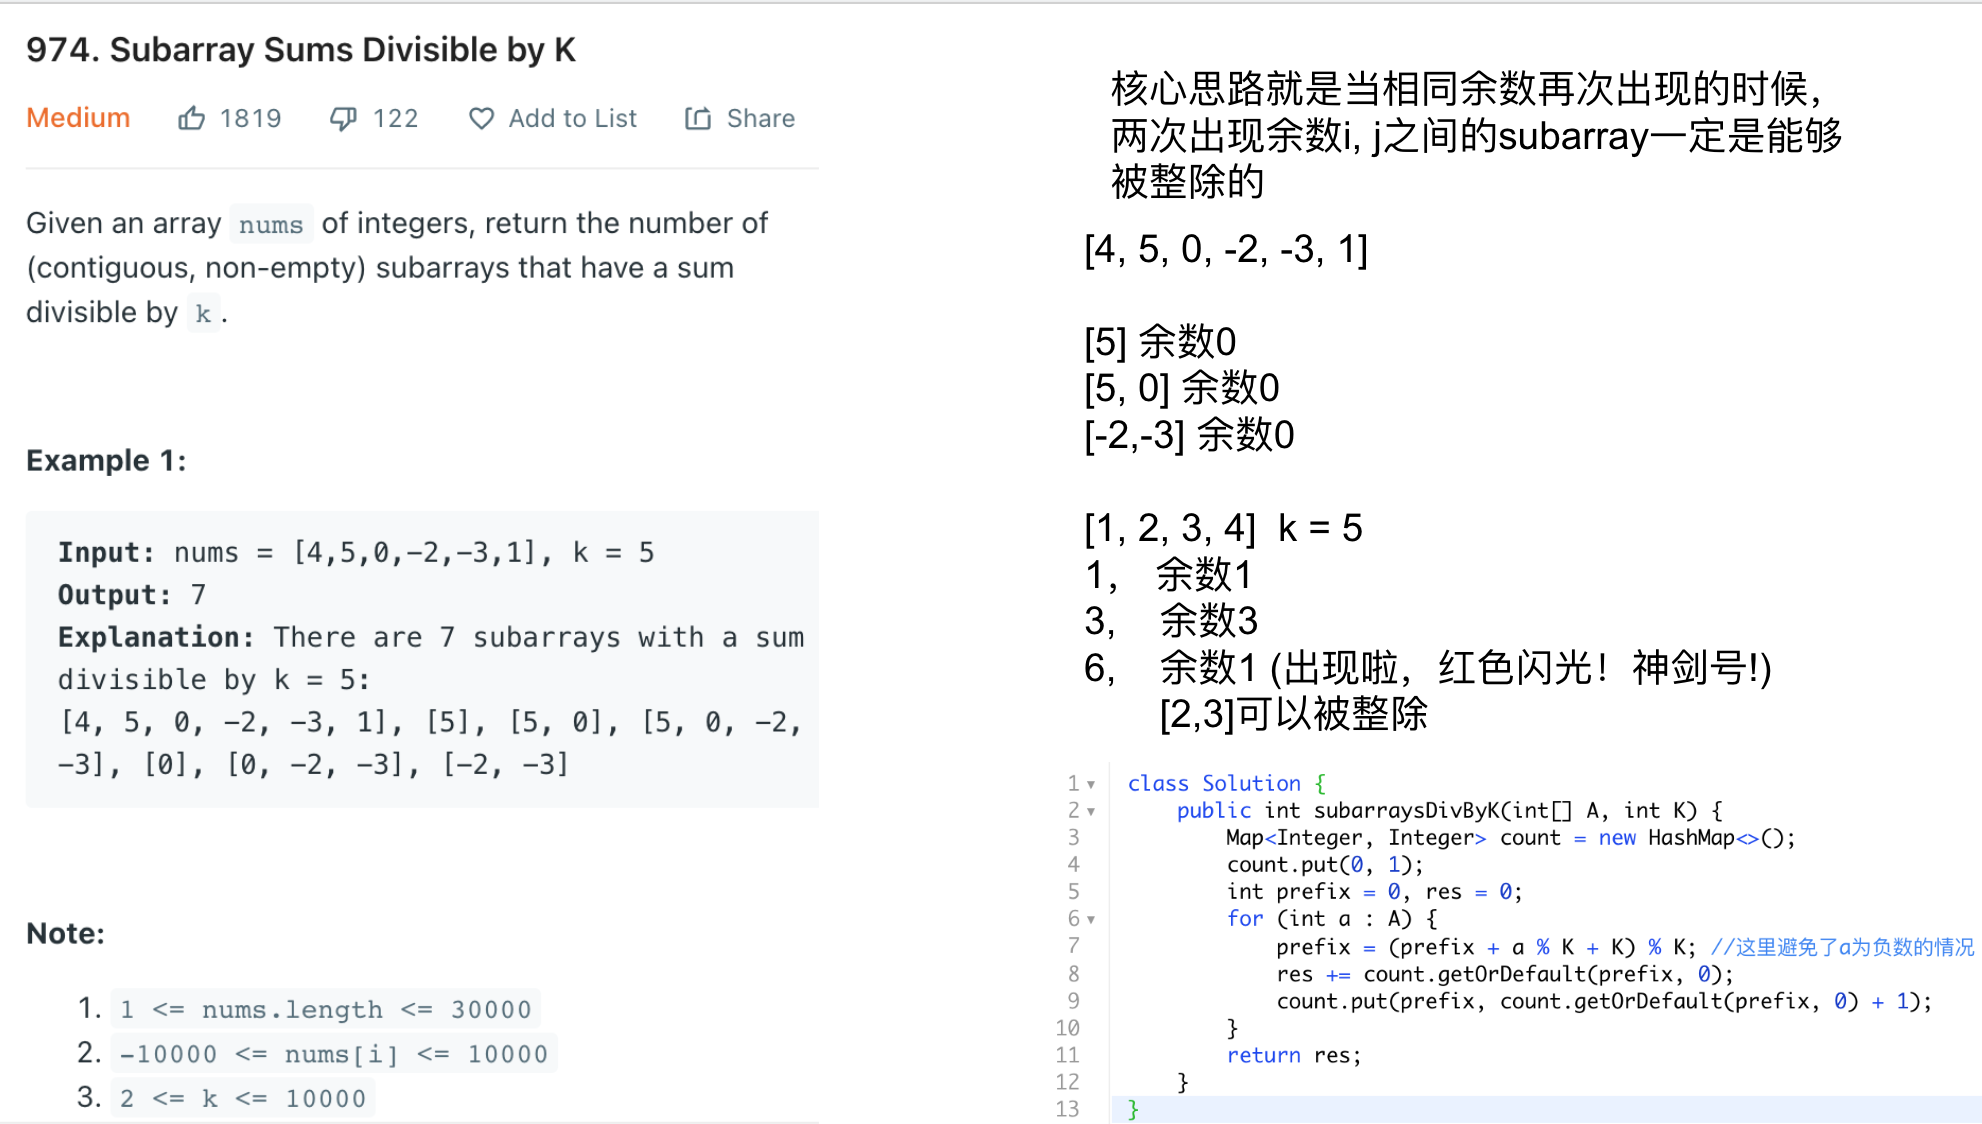 974. Subarray Sums Divisible by K
Medium 1819 122 Add to List Share
Given an array nums of integers, return the number of
(contiguous, non-empty) subarrays that have a sum
divisible by k.
Example 1:
Input: nums = [4,5,0,−2,−3,1], k = 5
Output: 7
Explanation: There are 7 subarrays with a sum
divisible by k = 5:
[4, 5, 0, −2, −3, 1], [5], [5, 0], [5, 0, −2,
−3], [0], [0, −2, −3], [−2, −3]
Note:
1. 1 <= nums.length <= 30000
2. −10000 <= nums[i] <= 10000
3. 2 <= k <= 10000
核心思路就是当相同余数再次出现的时候，
两次出现余数i, j之间的subarray一定是能够
被整除的
[4, 5, 0, -2, -3, 1]
[5] 余数0
[5, 0] 余数0
[-2,-3] 余数0
[1, 2, 3, 4] k = 5
1， 余数1
3, 余数3
6, 余数1 (出现啦，红色闪光！神剑号!)
[2,3]可以被整除
1 class Solution {
2 public int subarraysDivByK(int[] A, int K) {
3 Map<Integer, Integer> count = new HashMap<>();
4 count.put(0, 1);
5 int prefix = 0, res = 0;
6 for (int a : A) {
7 prefix = (prefix + a % K + K) % K; //这里避免了a为负数的情况
8 res += count.getOrDefault(prefix, 0);
9 count.put(prefix, count.getOrDefault(prefix, 0) + 1);
10 }
11 return res;
12 }
13 }